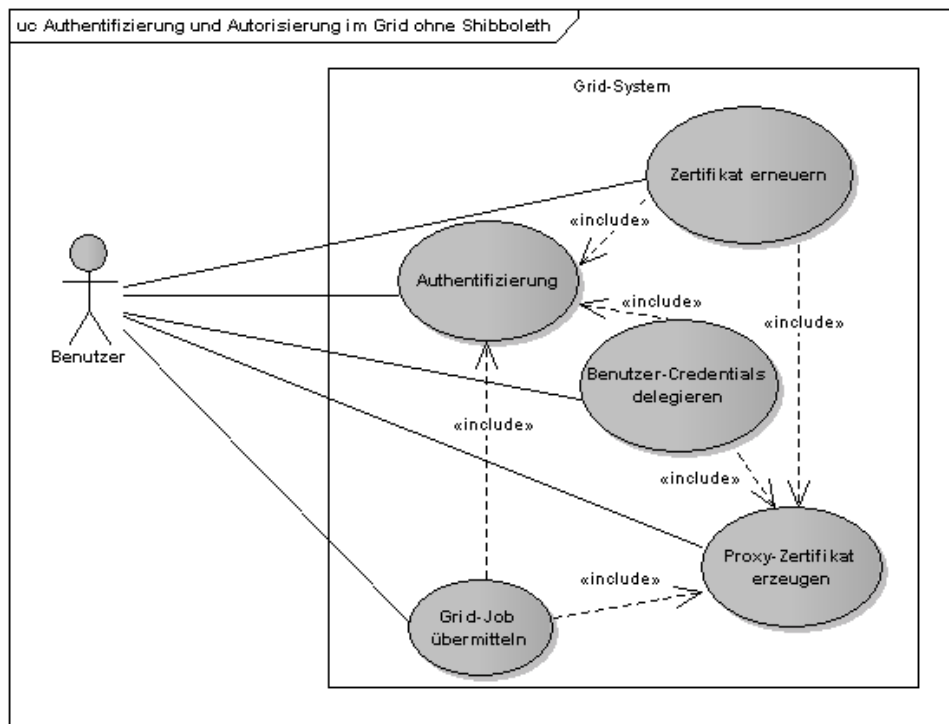 uc Authentifizierung und Autorisierung im Grid ohne Shibboleth
Grid-System
Zertifikat erneuern
«include»
Authentifizierung
«include»
«include»
Benutzer
Benutzer-Credentials
delegieren
«include»
«include»
Proxy-Zertifikat
erzeugen
«include»
Grid-Job
übermitteln